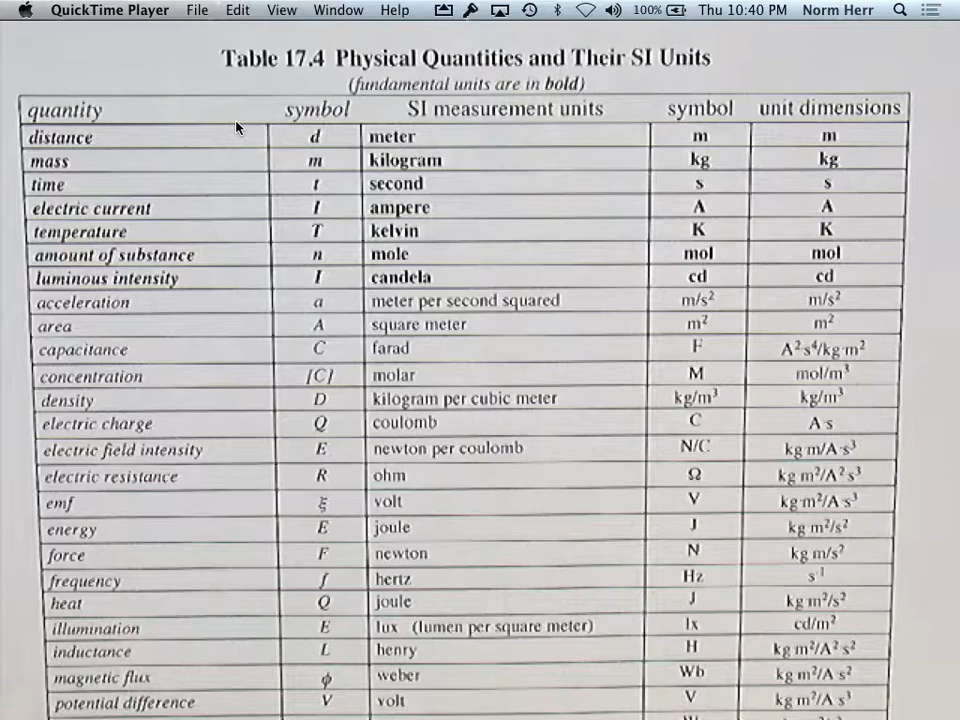 QuickTime Player File Edit View Window Help 100% Thu 10:40 PM Norm Herr
Table 17.4 Physical Quantities and Their SI Units
(fundamental units are in bold)
quantity symbol SI measurement units symbol unit dimensions
distance d meter m m
mass m kilogram kg kg
time t second s s
electric current I ampere A A
temperature T kelvin K K
amount of substance n mole mol mol
luminous intensity I candela cd cd
acceleration a meter per second squared m/s² m/s²
area A square meter m² m²
capacitance C farad F A²·s⁴/kg·m²
concentration [C] molar M mol/m³
density D kilogram per cubic meter kg/m³ kg/m³
electric charge Q coulomb C A·s
electric field intensity E newton per coulomb N/C kg·m/A·s³
electric resistance R ohm Ω kg·m²/A²·s³
emf ξ volt V kg·m²/A·s³
energy E joule J kg·m²/s²
force F newton N kg·m/s²
frequency f hertz Hz s⁻¹
heat Q joule J kg·m²/s²
illumination E lux (lumen per square meter) lx cd/m²
inductance L henry H kg·m²/A²·s²
magnetic flux ϕ weber Wb kg·m²/A·s²
potential difference V volt V kg·m²/A·s³